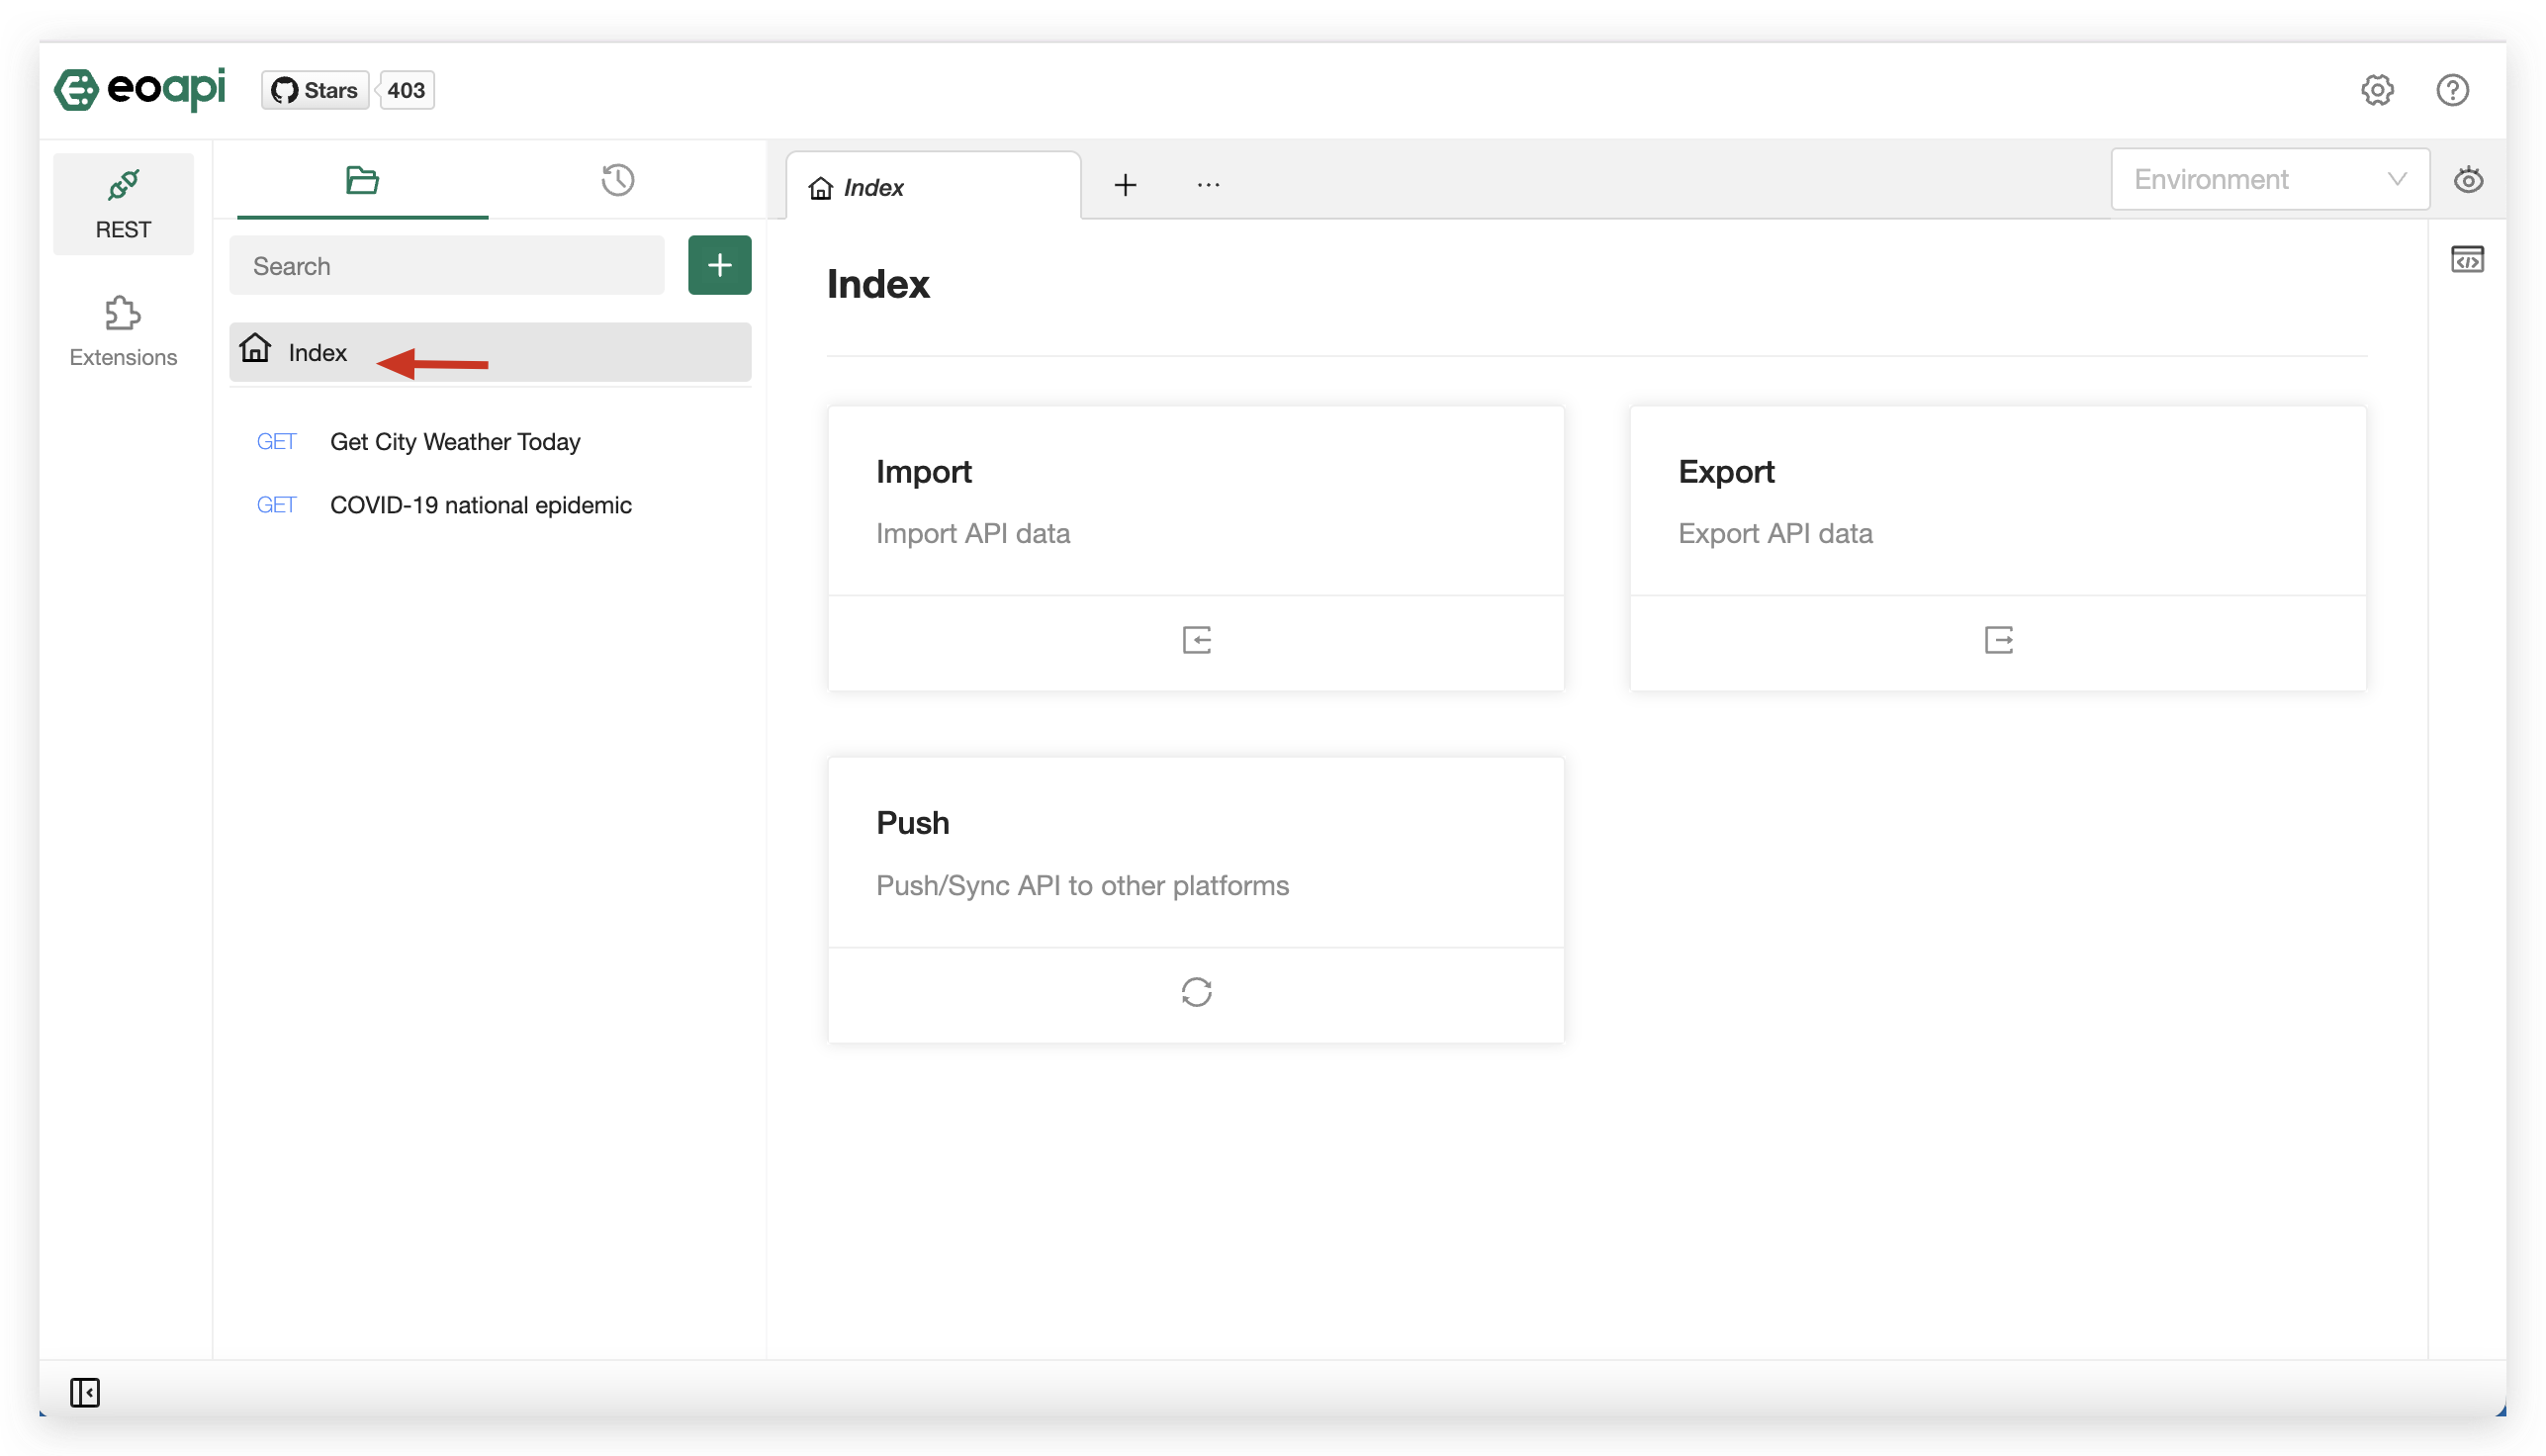 eoapi
Stars 403
REST
Extensions
Search
Index
GET Get City Weather Today
GET COVID-19 national epidemic
Index
Environment
Index
Import
Import API data
Export
Export API data
Push
Push/Sync API to other platforms